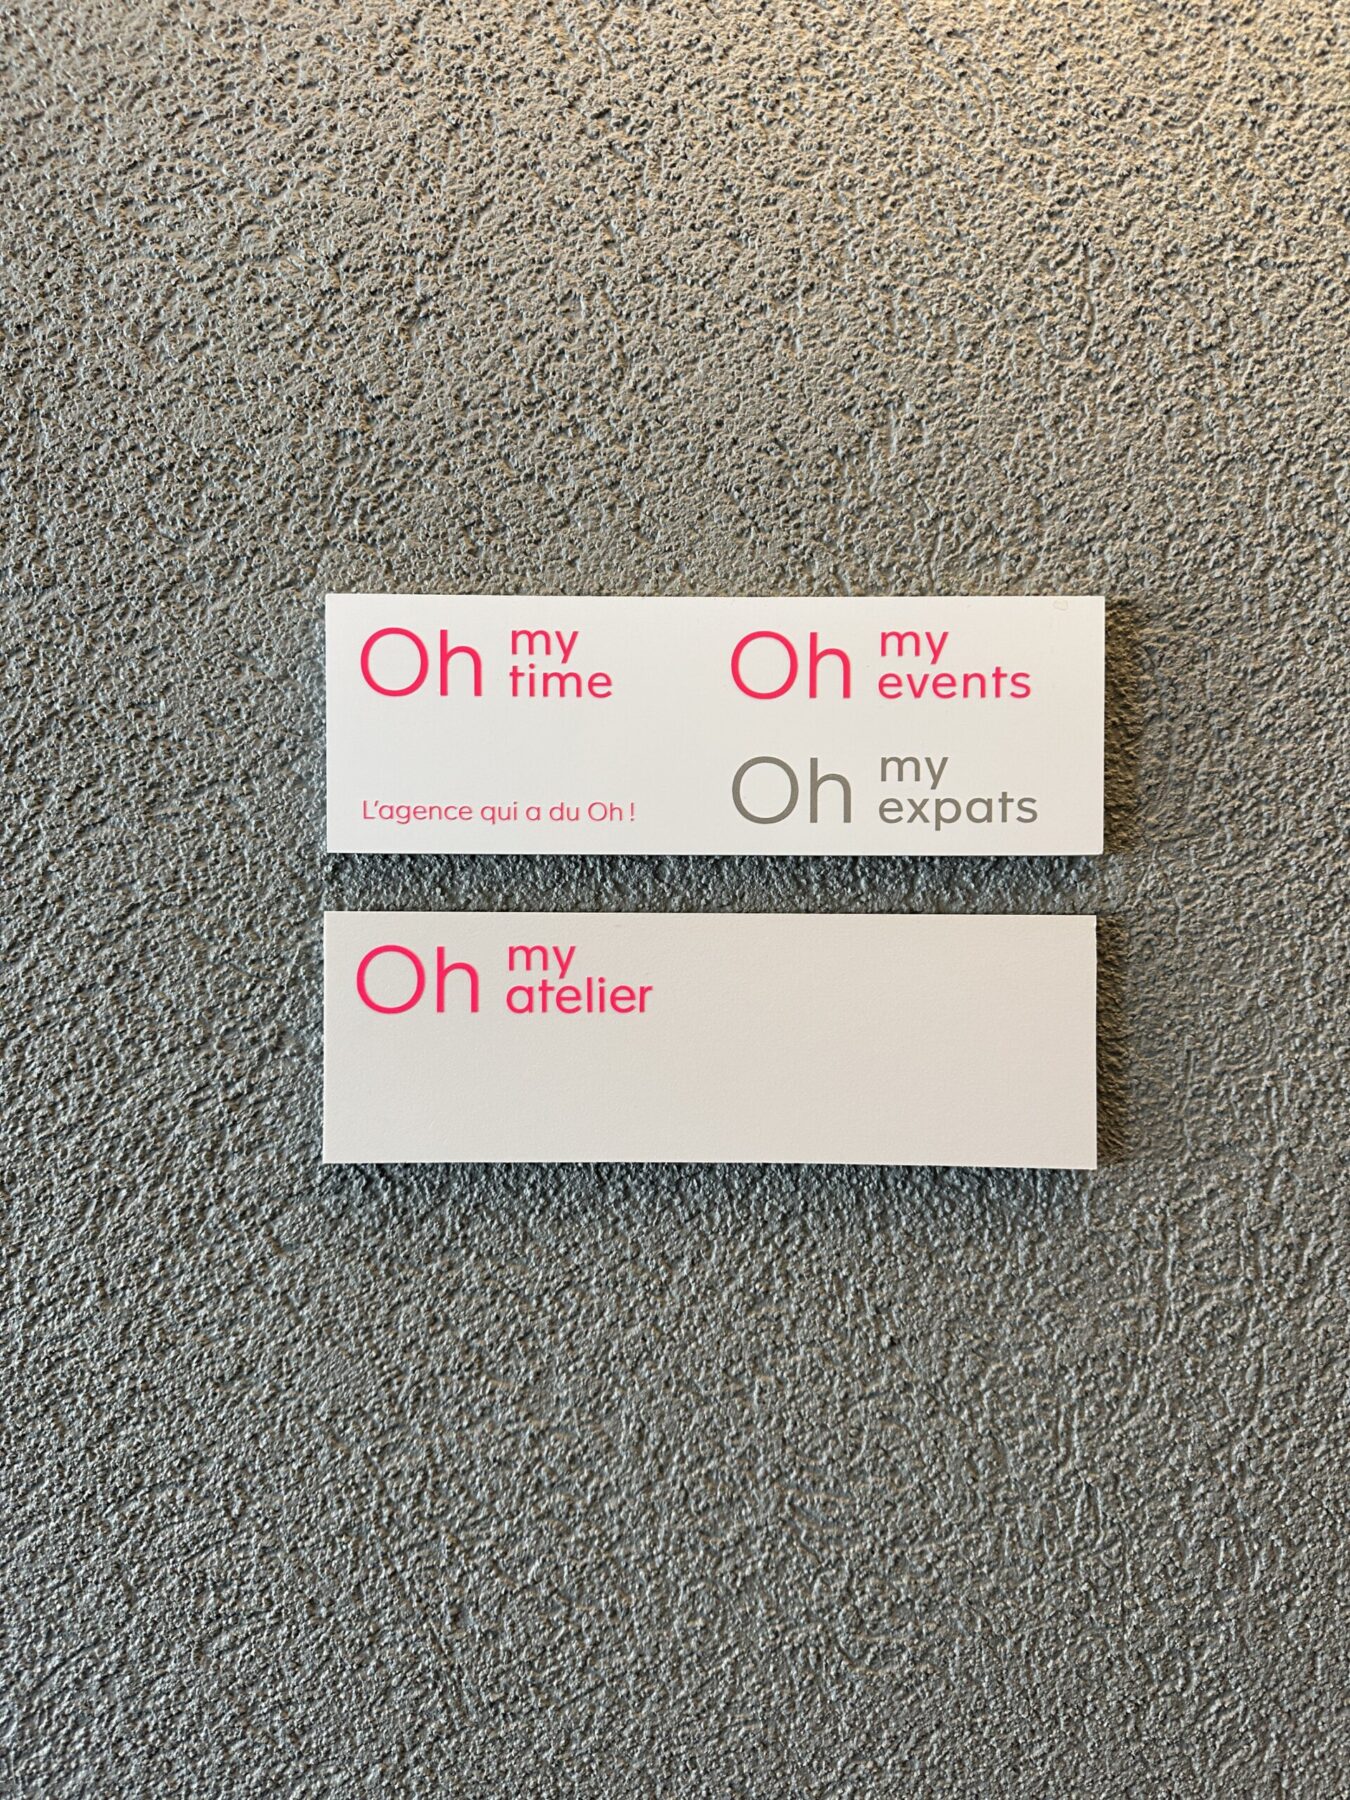 Oh my time
L'agence qui a du Oh !
Oh my events
Oh my expats
Oh my atelier